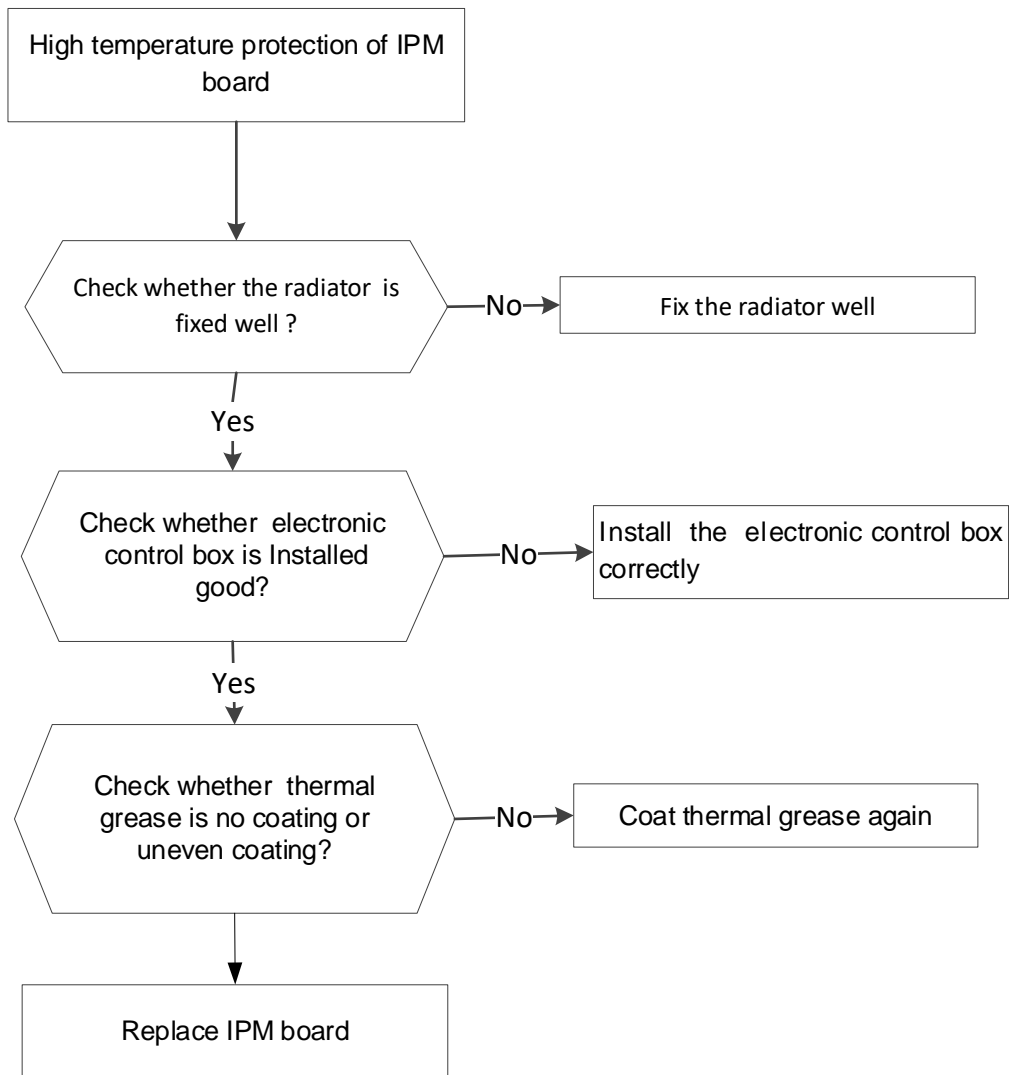 High temperature protection of IPM
board
Check whether the radiator is
fixed well ?
No
Fix the radiator well
Yes
Check whether electronic
control box is Installed
good?
No
Install the electronic control box
correctly
Yes
Check whether thermal
grease is no coating or
uneven coating?
No
Coat thermal grease again
Replace IPM board